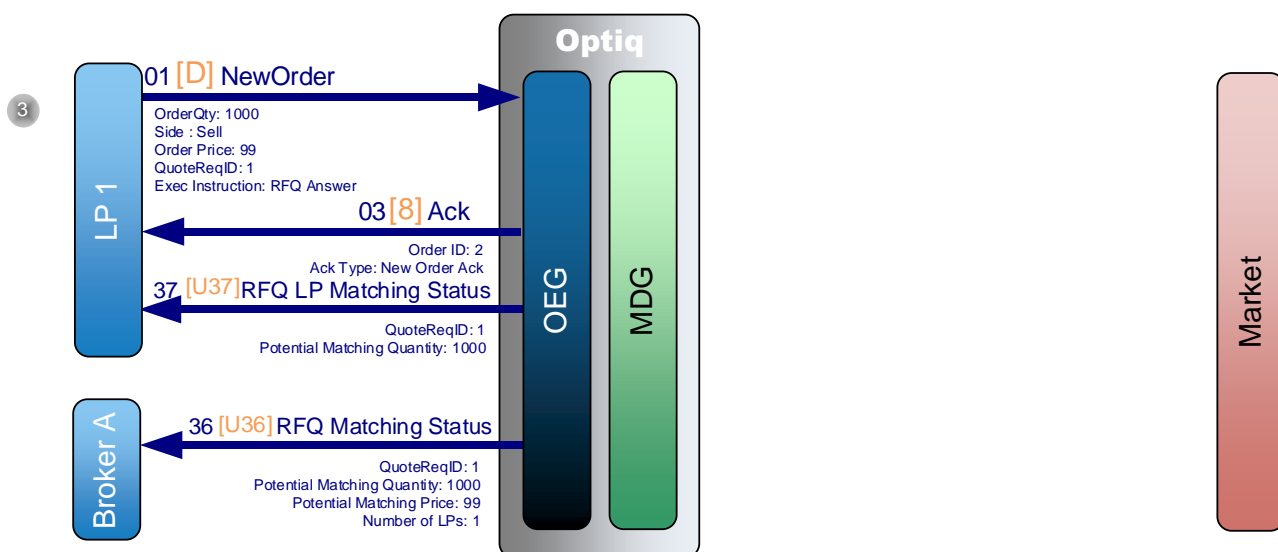 Optiq
01 [D] NewOrder
3
OrderQty: 1000
Side : Sell
Order Price: 99
QuoteReqID: 1
Exec Instruction: RFQ Answer
LP 1
03 [8] Ack
Order ID: 2
Ack Type: New Order Ack
37 [U37] RFQ LP Matching Status
QuoteReqID: 1
Potential Matching Quantity: 1000
OEG
MDG
Market
Broker A
36 [U36] RFQ Matching Status
QuoteReqID: 1
Potential Matching Quantity: 1000
Potential Matching Price: 99
Number of LPs: 1